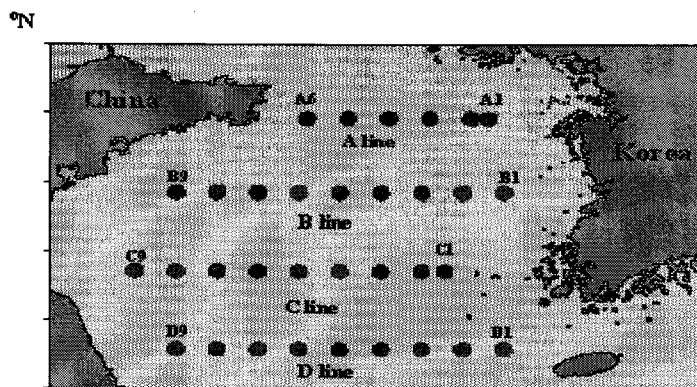 °N
China
A6
A1
A line
Korea
B9
B1
B line
C9
C1
C line
D9
D1
D line